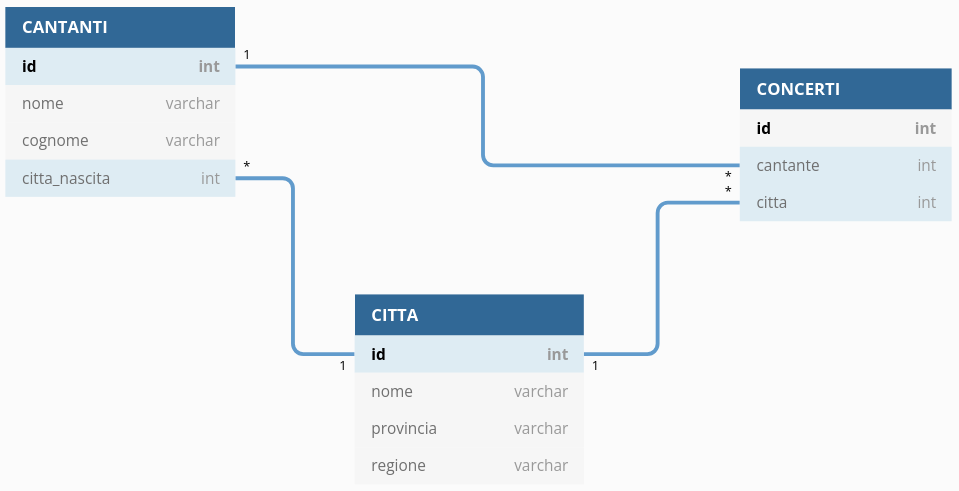 CANTANTI
id int
nome varchar
cognome varchar
citta_nascita int
1
*
CONCERTI
id int
cantante int
citta int
*
*
CITTA
id int
nome varchar
provincia varchar
regione varchar
1
1